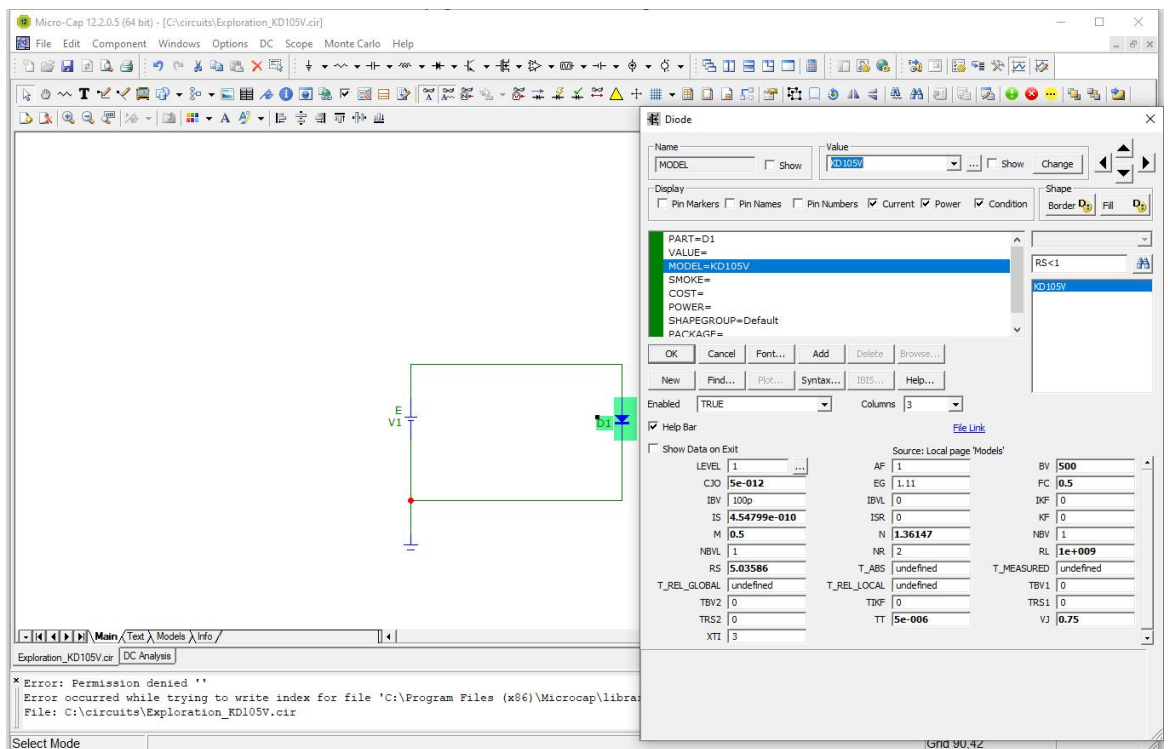 Micro-Cap 12.2.0.5 (64 bit) - [C:\circuits\Exploration_KD105V.cir]
File Edit Component Windows Options DC Scope Monte Carlo Help
Diode
Name
MODEL
Show
Value
KD105V
...
Show
Change
Display
Pin Markers Pin Names Pin Numbers Current Power Condition
Shape
Border Fill
PART=D1
VALUE=
MODEL=KD105V
SMOKE=
COST=
POWER=
SHAPEGROUP=Default
PACKAGE=
RS<1
KD105V
OK Cancel Font... Add Delete Browse...
New Find... Plot... Syntax... IBIS... Help...
Enabled TRUE Columns 3
Help Bar File Link
Show Data on Exit Source: Local page 'Models'
LEVEL 1 ... AF 1 BV 500
CJO 5e-012 EG 1.11 FC 0.5
IBV 100p IBVL 0 IKF 0
IS 4.54799e-010 ISR 0 KF 0
M 0.5 N 1.36147 NBV 1
NBVL 1 NR 2 RL 1e+009
RS 5.03586 T_ABS undefined T_MEASURED undefined
T_REL_GLOBAL undefined T_REL_LOCAL undefined TBV1 0
TBV2 0 TIKF 0 TRS1 0
TRS2 0 TT 5e-006 VJ 0.75
XTI 3
E
V1
D1
Main Text Models Info
Exploration_KD105V.cir DC Analysis
Error: Permission denied ''
Error occurred while trying to write index for file 'C:\Program Files (x86)\Microcap\librar
File: C:\circuits\Exploration_KD105V.cir
Select Mode
Grid 90,42